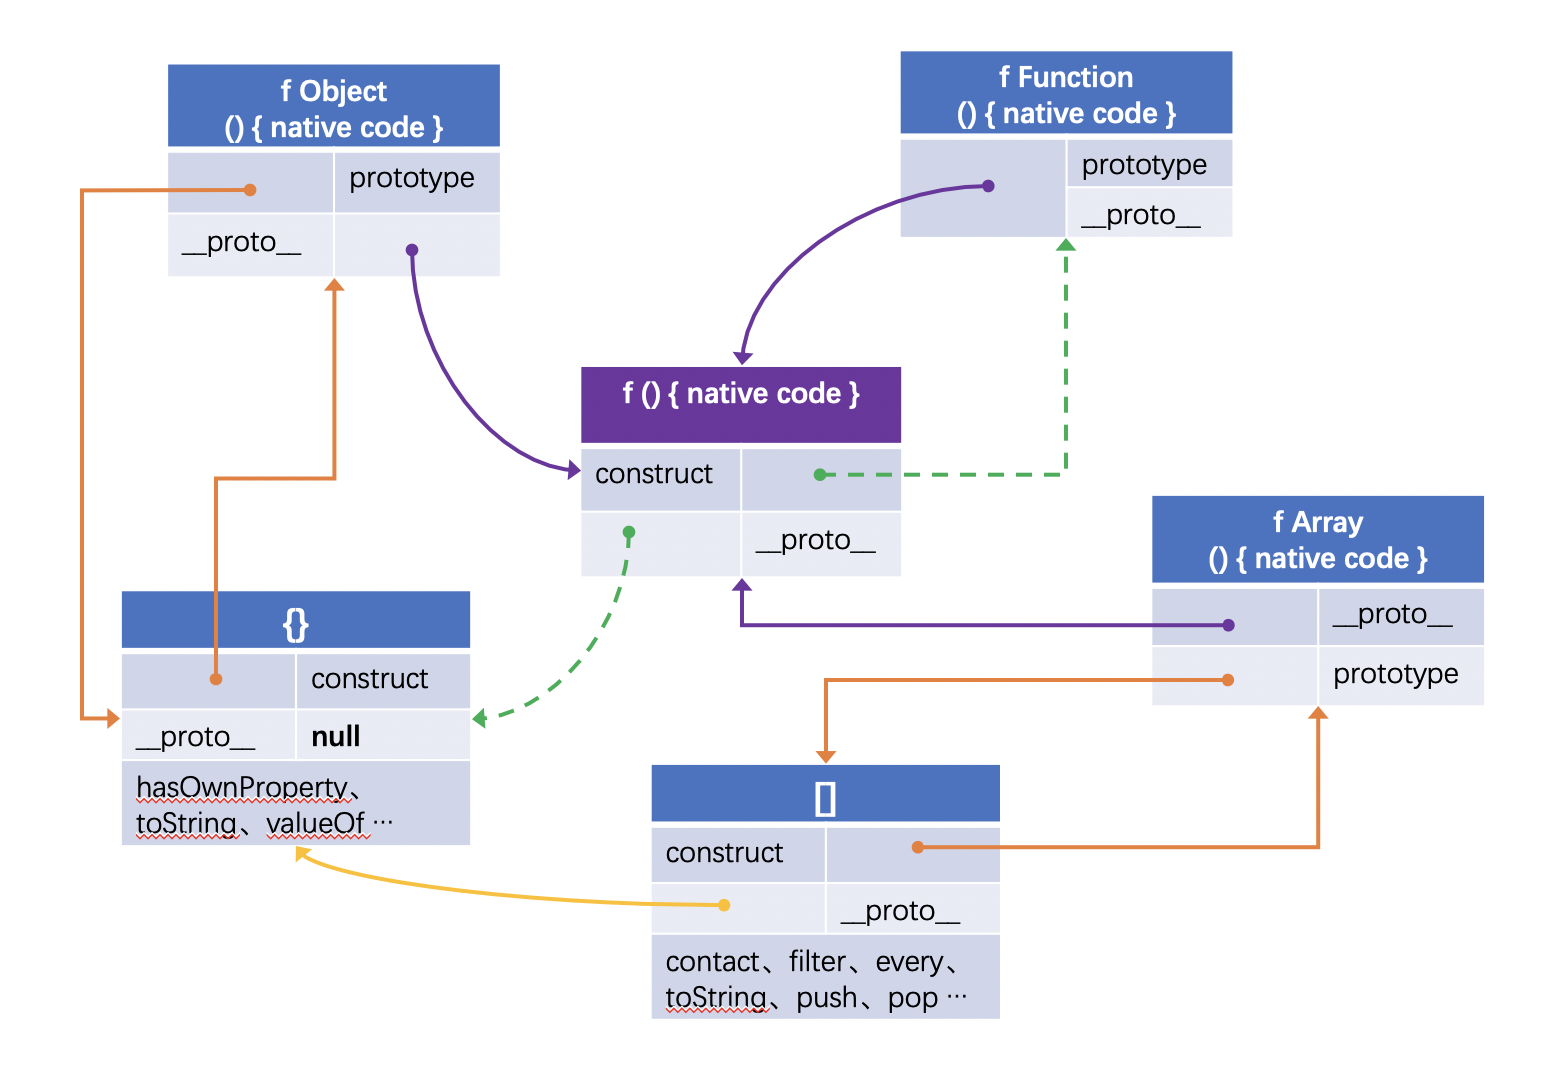 f Object
() { native code }
prototype
__proto__
f Function
() { native code }
prototype
__proto__
f () { native code }
construct
__proto__
f Array
() { native code }
__proto__
prototype
{}
construct
__proto__ null
hasOwnProperty、
toString、valueOf …
[]
construct
__proto__
contact、filter、every、
toString、push、pop …